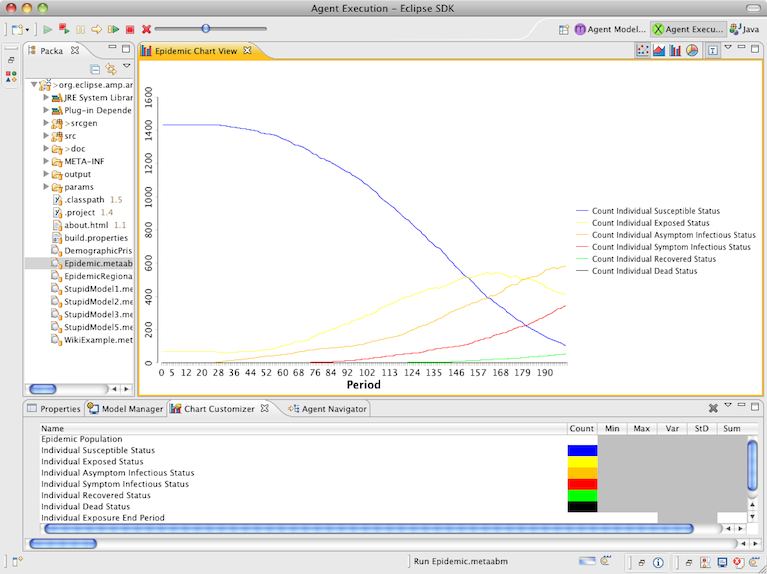 Agent Execution - Eclipse SDK
Agent Model... Agent Execu... Java
Packa
Epidemic Chart View
>org.eclipse.amp.ar
JRE System Librar
Plug-in Depende
>srcgen
src
>doc
META-INF
output
params
.classpath 1.5
.project 1.4
about.html 1.1
build.properties
DemographicPris
Epidemic.metaab
EpidemicRegiona
StupidModel1.me
StupidModel2.me
StupidModel3.me
StupidModel5.me
WikiExample.met
1600
1400
1200
1000
800
600
400
200
0
0 5 12 20 28 36 44 52 60 68 76 84 92 102 113 124 135 146 157 168 179 190
Period
Count Individual Susceptible Status
Count Individual Exposed Status
Count Individual Asymptom Infectious Status
Count Individual Symptom Infectious Status
Count Individual Recovered Status
Count Individual Dead Status
Properties Model Manager Chart Customizer Agent Navigator
Name Count Min Max Var StD Sum
Epidemic Population
Individual Susceptible Status
Individual Exposed Status
Individual Asymptom Infectious Status
Individual Symptom Infectious Status
Individual Recovered Status
Individual Dead Status
Individual Exposure End Period
Run Epidemic.metaabm